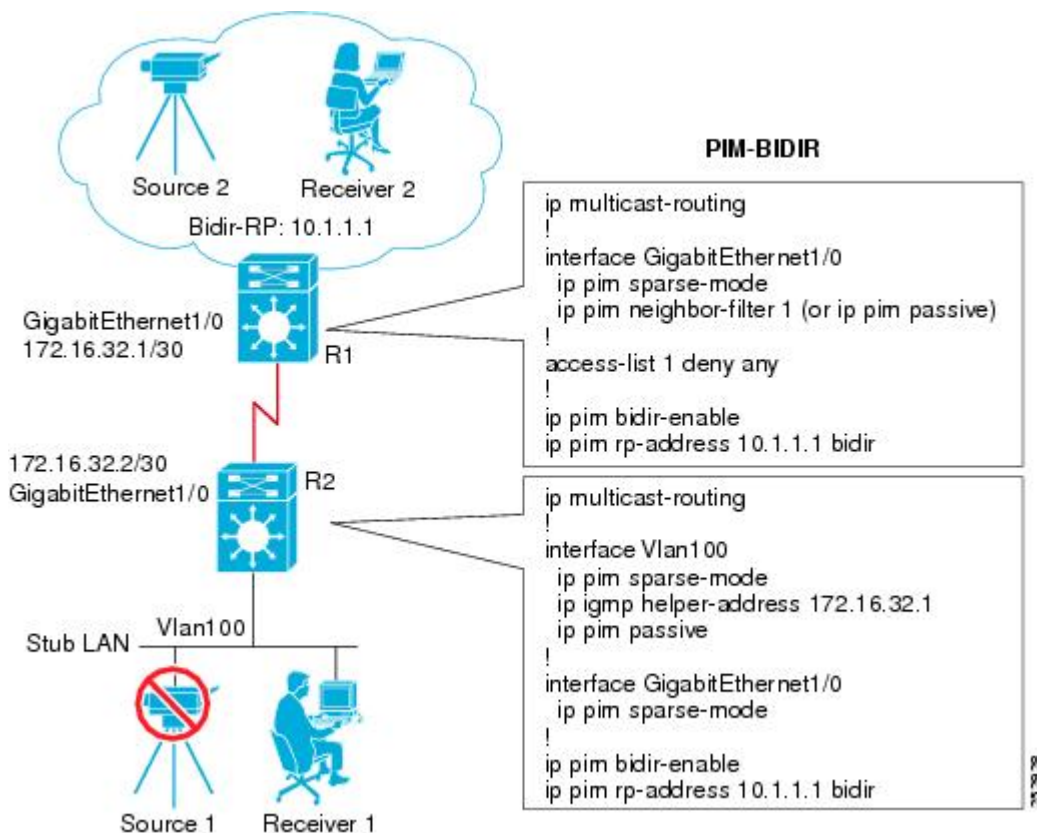 Source 2
Receiver 2
Bidir-RP: 10.1.1.1
GigabitEthernet1/0
172.16.32.1/30
R1
172.16.32.2/30
GigabitEthernet1/0
R2
Vlan100
Stub LAN
Source 1
Receiver 1
PIM-BIDIR
ip multicast-routing
!
interface GigabitEthernet1/0
ip pim sparse-mode
ip pim neighbor-filter 1 (or ip pim passive)
!
access-list 1 deny any
!
ip pim bidir-enable
ip pim rp-address 10.1.1.1 bidir
ip multicast-routing
!
interface Vlan100
ip pim sparse-mode
ip igmp helper-address 172.16.32.1
ip pim passive
!
interface GigabitEthernet1/0
ip pim sparse-mode
!
ip pim bidir-enable
ip pim rp-address 10.1.1.1 bidir